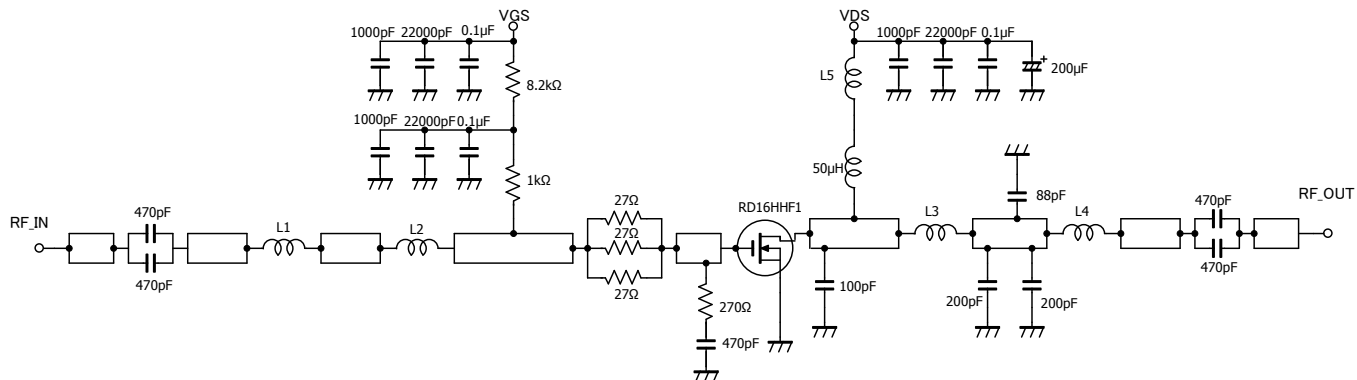 VGS
VDS
1000pF 22000pF 0.1μF
8.2kΩ
1000pF 22000pF 0.1μF
1kΩ
L5
1000pF 22000pF 0.1μF
+
200μF
50μH
88pF
RF_IN
470pF
470pF
L1
L2
27Ω
27Ω
27Ω
270Ω
470pF
RD16HHF1
100pF
L3
200pF
200pF
L4
470pF
470pF
RF_OUT